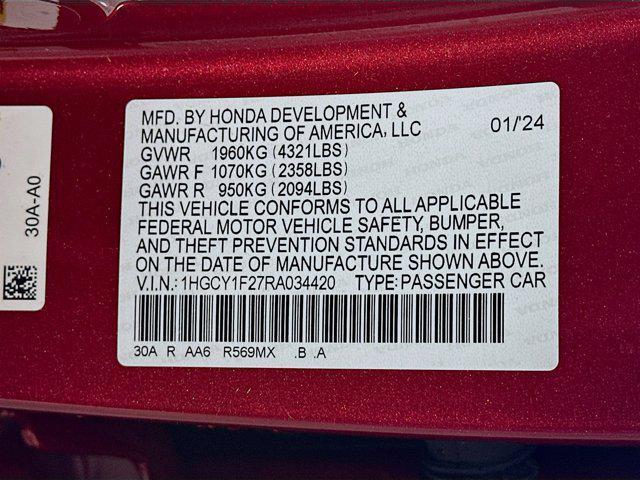 MFD. BY HONDA DEVELOPMENT &
MANUFACTURING OF AMERICA, LLC 01/'24
GVWR 1960KG (4321LBS)
GAWR F 1070KG (2358LBS)
GAWR R 950KG (2094LBS)
THIS VEHICLE CONFORMS TO ALL APPLICABLE
FEDERAL MOTOR VEHICLE SAFETY, BUMPER,
AND THEFT PREVENTION STANDARDS IN EFFECT
ON THE DATE OF MANUFACTURE SHOWN ABOVE.
V.I.N.: 1HGCY1F27RA034420 TYPE: PASSENGER CAR
30A R AA6 R569MX .B .A
30A-A0